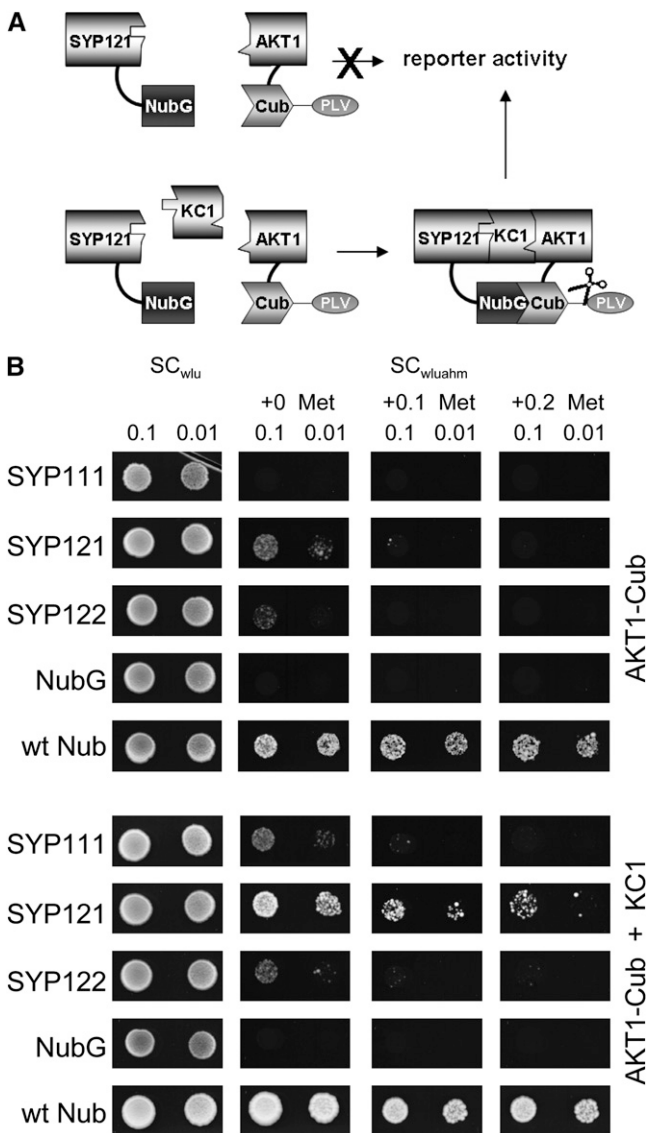 A
SYP121 AKT1 X reporter activity
NubG Cub PLV
KC1
SYP121 AKT1 SYP121 KC1 AKT1
NubG Cub PLV NubG Cub PLV
B
SCwlu SCwluahm
+0 Met +0.1 Met +0.2 Met
0.1 0.01 0.1 0.01 0.1 0.01 0.1 0.01
SYP111
SYP121
SYP122
NubG
wt Nub
AKT1-Cub
SYP111
SYP121
SYP122
NubG
wt Nub
AKT1-Cub + KC1